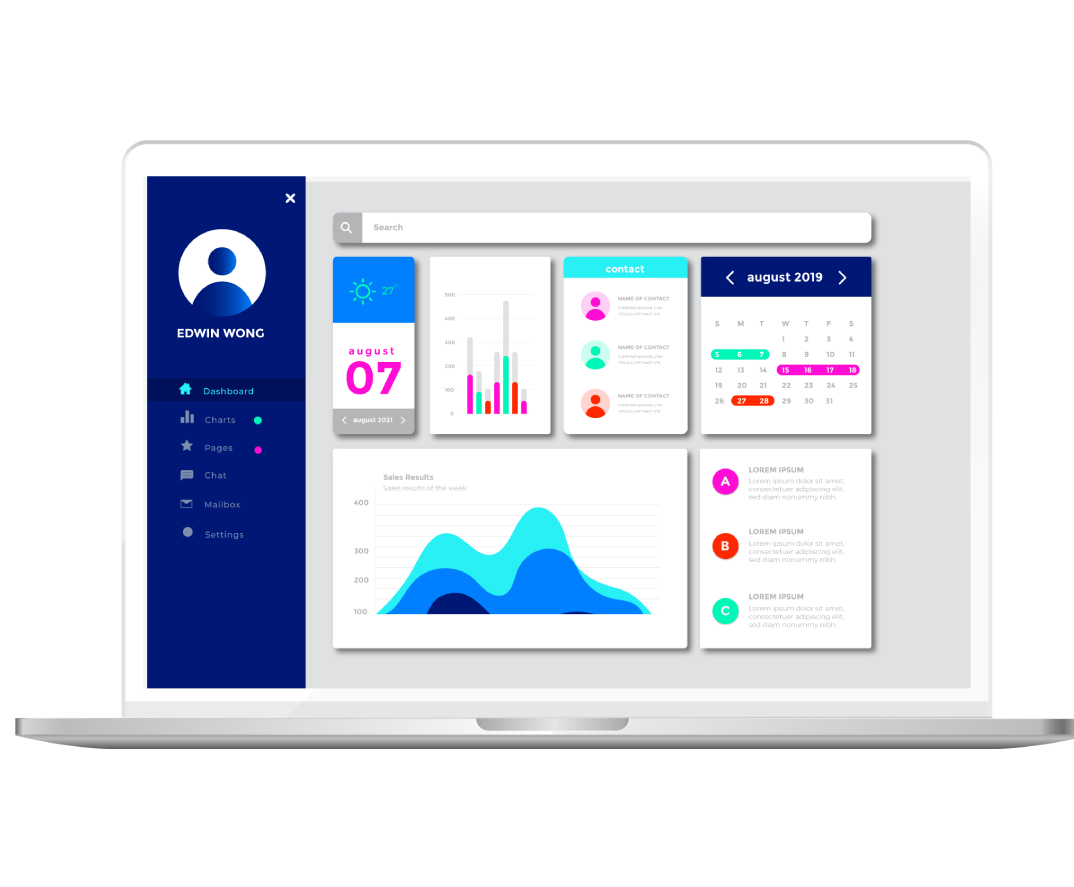 EDWIN WONG
Dashboard
Charts
Pages
Chat
Mailbox
Settings
Search
27°
august
07
august 2021
500
400
300
200
100
0
contact
NAME OF CONTACT
NAME OF CONTACT
NAME OF CONTACT
august 2019
S M T W T F S
1 2 3 4
5 6 7 8 9 10 11
12 13 14 15 16 17 18
19 20 21 22 23 24 25
26 27 28 29 30 31
Sales Results
Sales results of the week
400
300
200
100
A
LOREM IPSUM
Lorem ipsum dolor sit amet,
consectetuer adipiscing elit,
sed diam nonummy nibh.
B
LOREM IPSUM
Lorem ipsum dolor sit amet,
consectetuer adipiscing elit,
sed diam nonummy nibh.
C
LOREM IPSUM
Lorem ipsum dolor sit amet,
consectetuer adipiscing elit,
sed diam nonummy nibh.